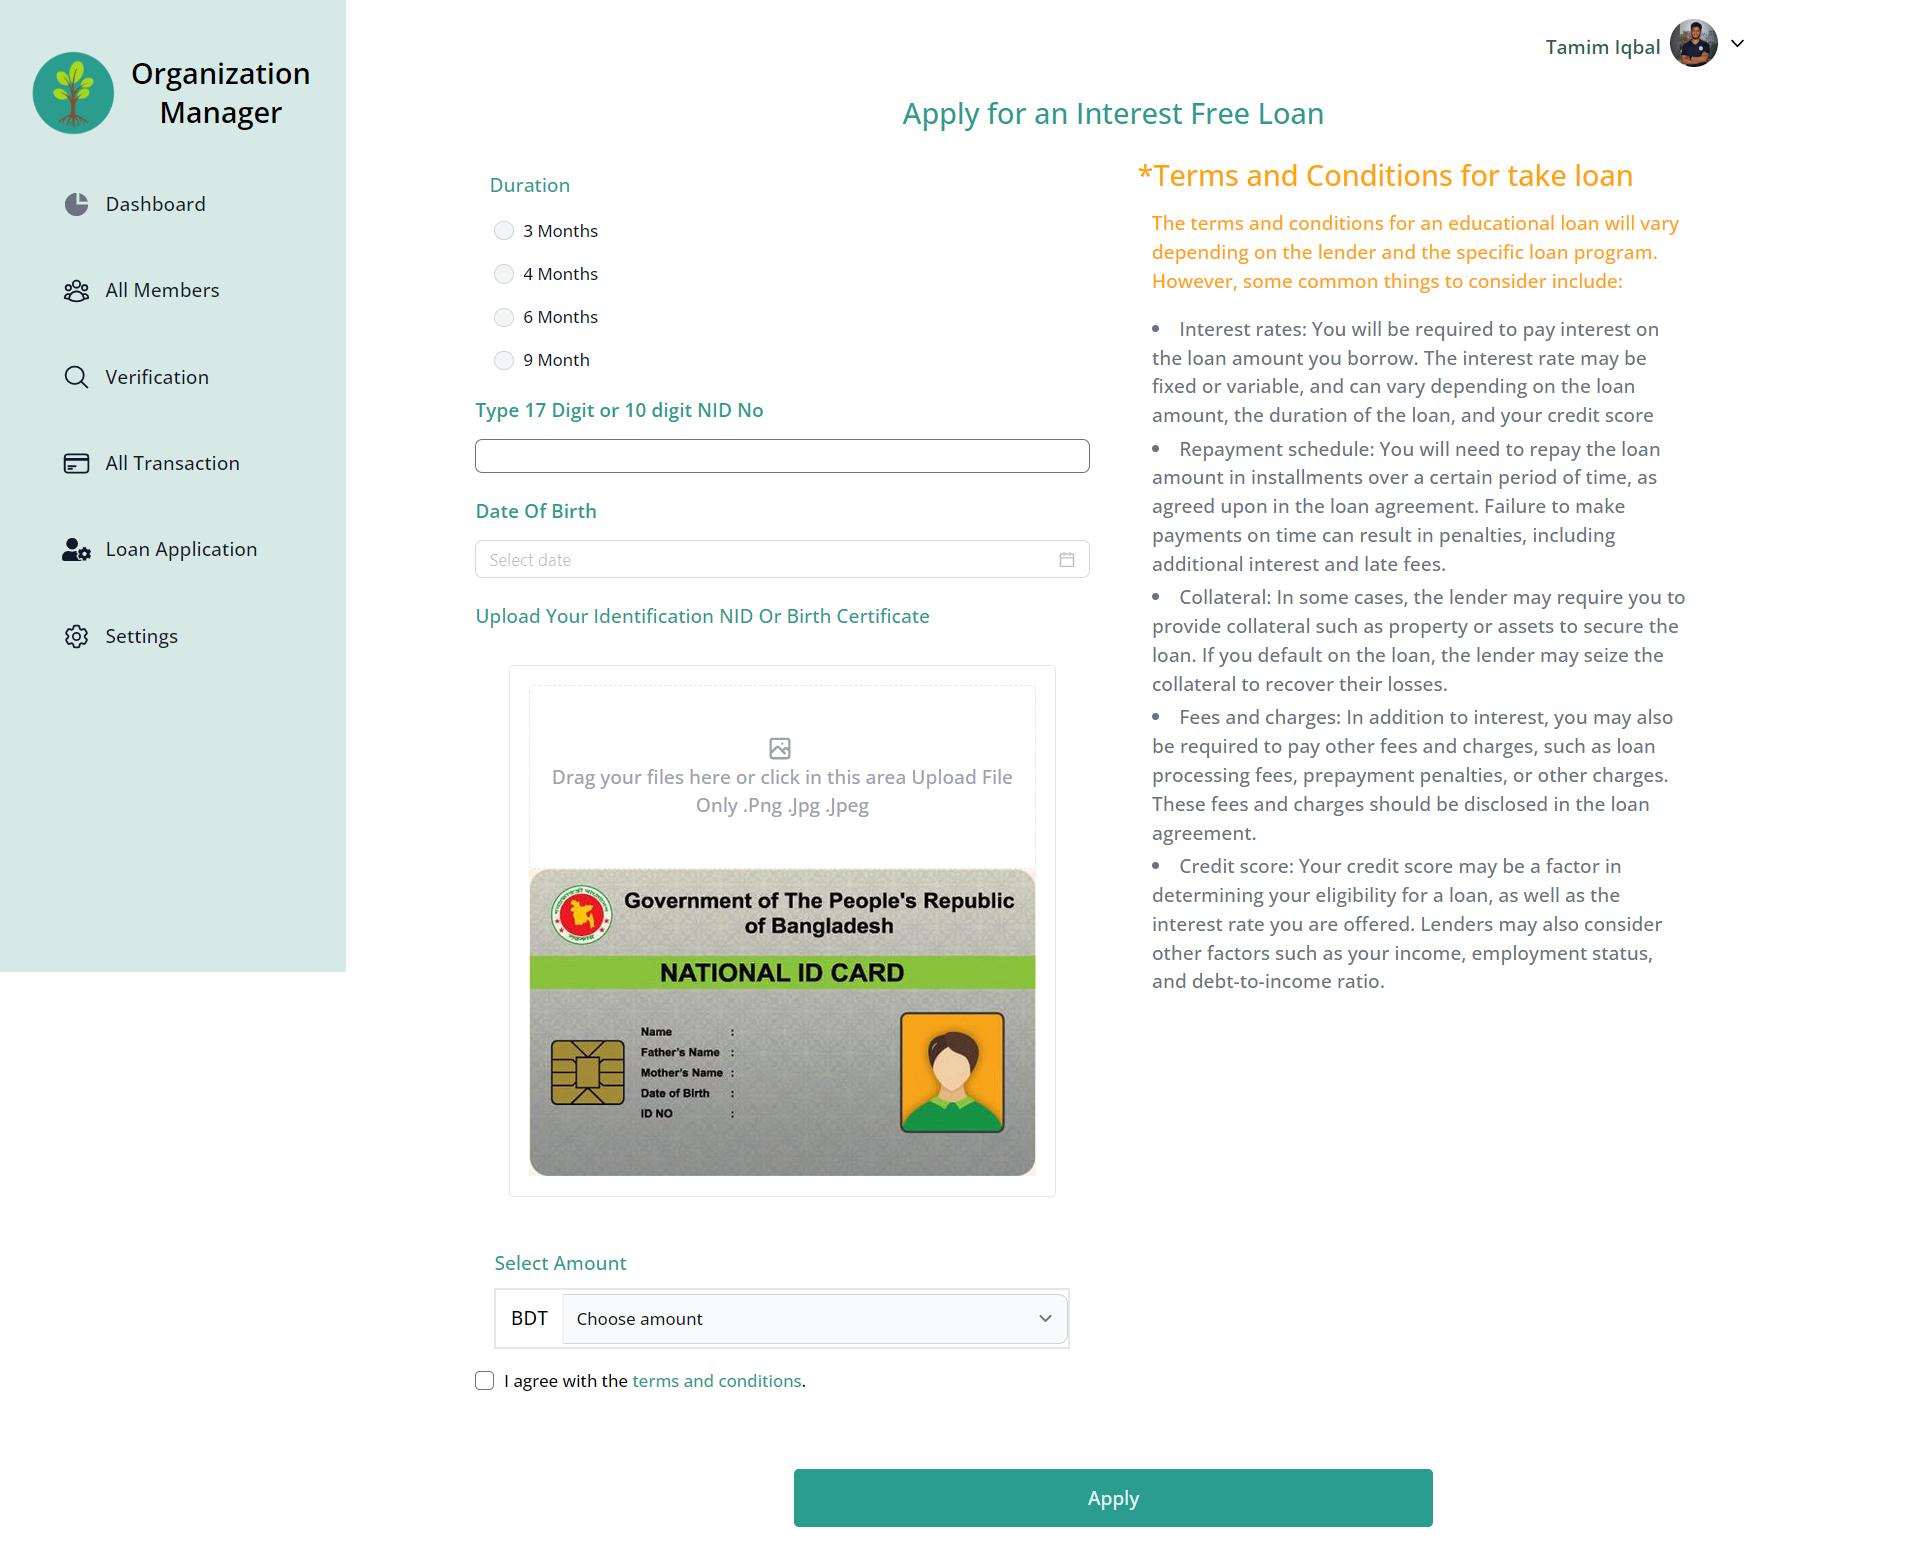 Organization
Manager
Dashboard
All Members
Verification
All Transaction
Loan Application
Settings
Tamim Iqbal
Apply for an Interest Free Loan
Duration
3 Months
4 Months
6 Months
9 Month
Type 17 Digit or 10 digit NID No
Date Of Birth
Select date
Upload Your Identification NID Or Birth Certificate
Drag your files here or click in this area Upload File
Only .Png .Jpg .Jpeg
Government of The People's Republic
of Bangladesh
NATIONAL ID CARD
Name :
Father's Name :
Mother's Name :
Date of Birth :
ID NO :
Select Amount
BDT Choose amount
I agree with the terms and conditions.
*Terms and Conditions for take loan
The terms and conditions for an educational loan will vary
depending on the lender and the specific loan program.
However, some common things to consider include:
• Interest rates: You will be required to pay interest on
the loan amount you borrow. The interest rate may be
fixed or variable, and can vary depending on the loan
amount, the duration of the loan, and your credit score
• Repayment schedule: You will need to repay the loan
amount in installments over a certain period of time, as
agreed upon in the loan agreement. Failure to make
payments on time can result in penalties, including
additional interest and late fees.
• Collateral: In some cases, the lender may require you to
provide collateral such as property or assets to secure the
loan. If you default on the loan, the lender may seize the
collateral to recover their losses.
• Fees and charges: In addition to interest, you may also
be required to pay other fees and charges, such as loan
processing fees, prepayment penalties, or other charges.
These fees and charges should be disclosed in the loan
agreement.
• Credit score: Your credit score may be a factor in
determining your eligibility for a loan, as well as the
interest rate you are offered. Lenders may also consider
other factors such as your income, employment status,
and debt-to-income ratio.
Apply